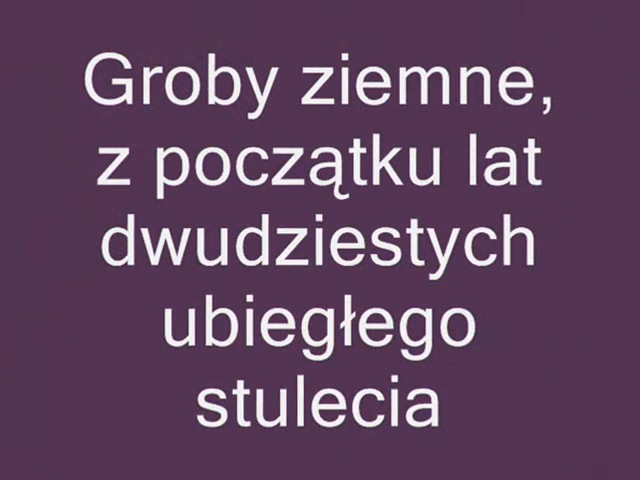 Groby ziemne,
z początku lat
dwudziestych
ubiegłego
stulecia